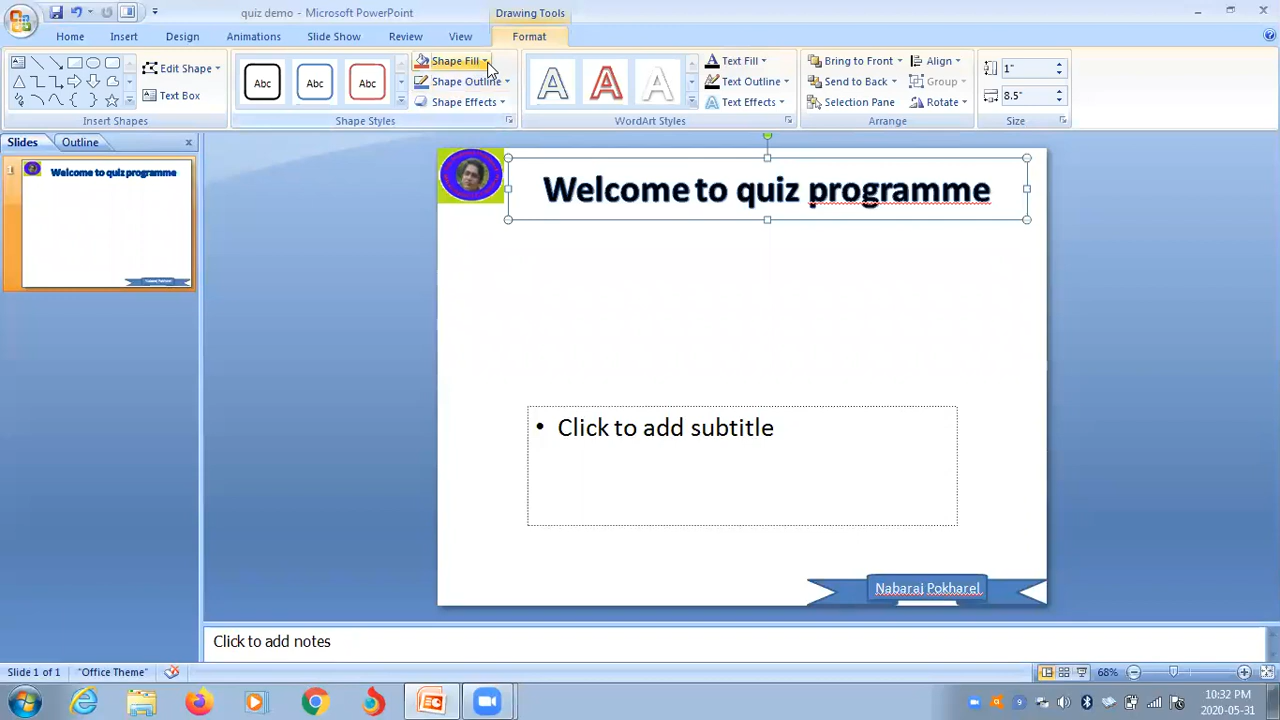 quiz demo - Microsoft PowerPoint
Drawing Tools
Home Insert Design Animations Slide Show Review View Format
Edit Shape
Text Box
Insert Shapes
Abc Abc Abc
Shape Fill
Shape Outline
Shape Effects
Shape Styles
A A A
Text Fill
Text Outline
Text Effects
WordArt Styles
Bring to Front
Send to Back
Selection Pane
Align
Group
Rotate
Arrange
1"
8.5"
Size
Slides Outline
1
Welcome to quiz programme
Welcome to quiz programme
• Click to add subtitle
Nabaraj Pokharel
Click to add notes
Slide 1 of 1 "Office Theme" 68%
10:32 PM
2020-05-31